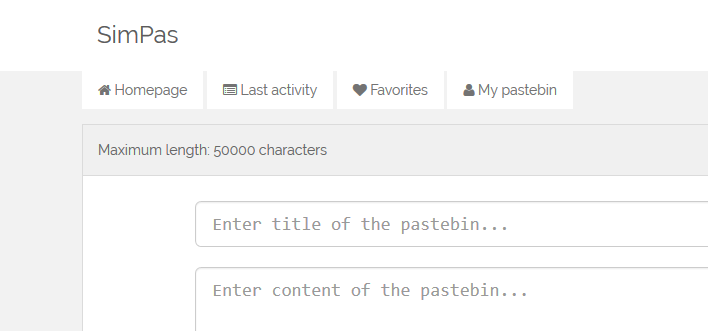 SimPas
Homepage Last activity Favorites My pastebin
Maximum length: 50000 characters
Enter title of the pastebin...
Enter content of the pastebin...